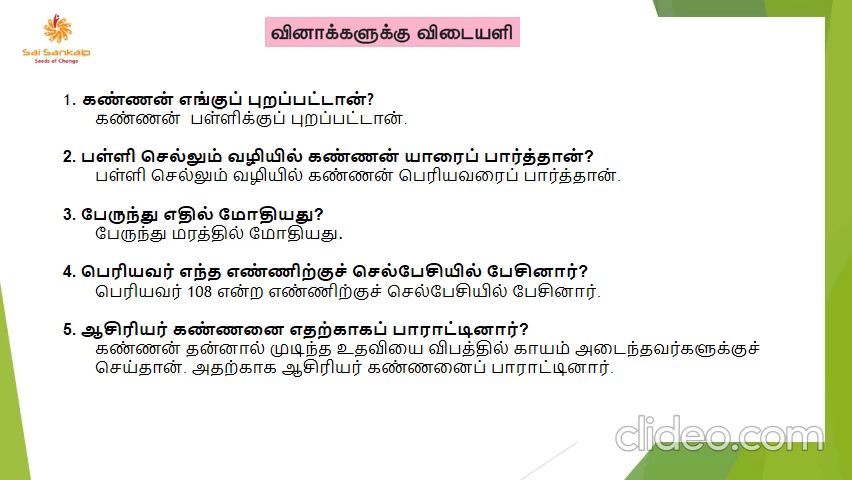 Sai Sankalp
Seeds of Change
வினாக்களுக்கு விடையளி
1. கண்ணன் எங்குப் புறப்பட்டான்?
கண்ணன் பள்ளிக்குப் புறப்பட்டான்.
2. பள்ளி செல்லும் வழியில் கண்ணன் யாரைப் பார்த்தான்?
பள்ளி செல்லும் வழியில் கண்ணன் பெரியவரைப் பார்த்தான்.
3. பேருந்து எதில் மோதியது?
பேருந்து மரத்தில் மோதியது.
4. பெரியவர் எந்த எண்ணிற்குச் செல்பேசியில் பேசினார்?
பெரியவர் 108 என்ற எண்ணிற்குச் செல்பேசியில் பேசினார்.
5. ஆசிரியர் கண்ணனை எதற்காகப் பாராட்டினார்?
கண்ணன் தன்னால் முடிந்த உதவியை விபத்தில் காயம் அடைந்தவர்களுக்குச்
செய்தான். அதற்காக ஆசிரியர் கண்ணனைப் பாராட்டினார்.
clideo.com